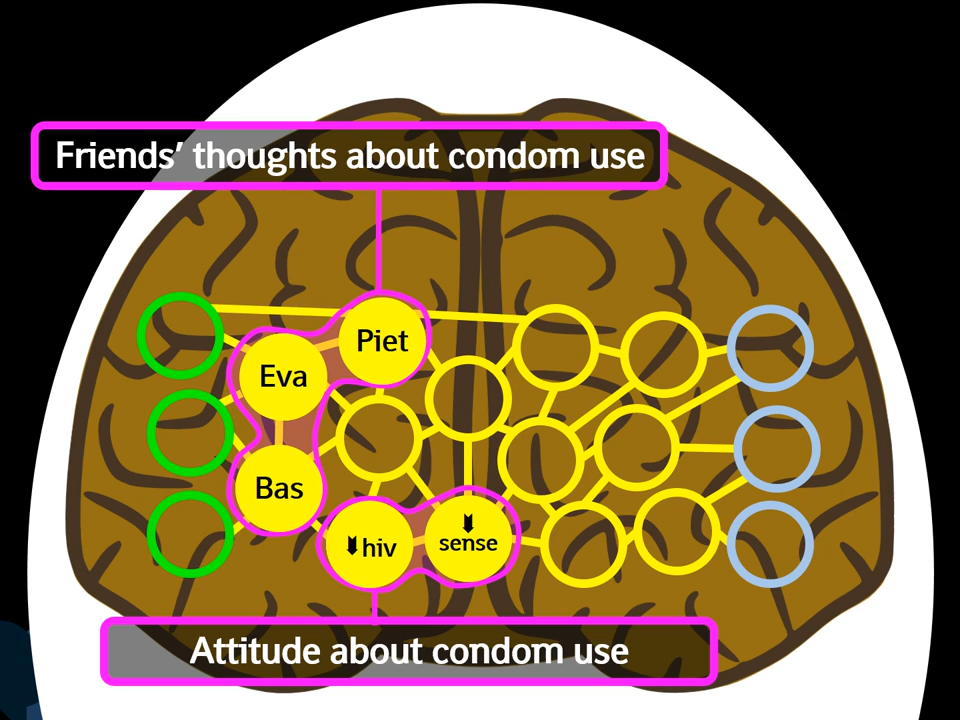 Friends’ thoughts about condom use
Piet
Eva
Bas
⬇hiv
⬇
sense
Attitude about condom use